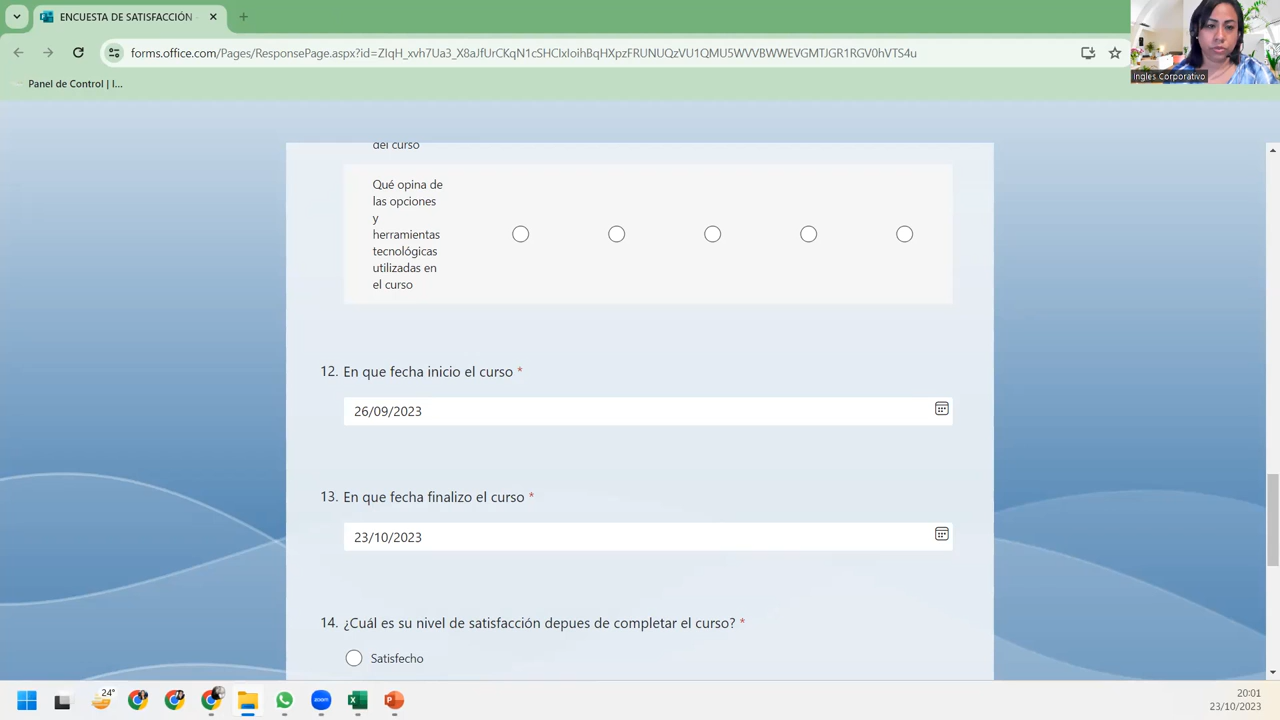 ENCUESTA DE SATISFACCIÓN
forms.office.com/Pages/ResponsePage.aspx?id=ZIqH_xvh7Ua3_X8aJfUrCKqN1cSHCIxIoihBqHXpzFRUNUQzVU1QMU5WVVBWWEVGMTJGR1RGV0hVTS4u
Ingles Corporativo
Panel de Control | I...
del curso
Qué opina de
las opciones
y
herramientas
tecnológicas
utilizadas en
el curso
12. En que fecha inicio el curso *
26/09/2023
13. En que fecha finalizo el curso *
23/10/2023
14. ¿Cuál es su nivel de satisfacción depues de completar el curso? *
Satisfecho
24°
zoom
20:01
23/10/2023